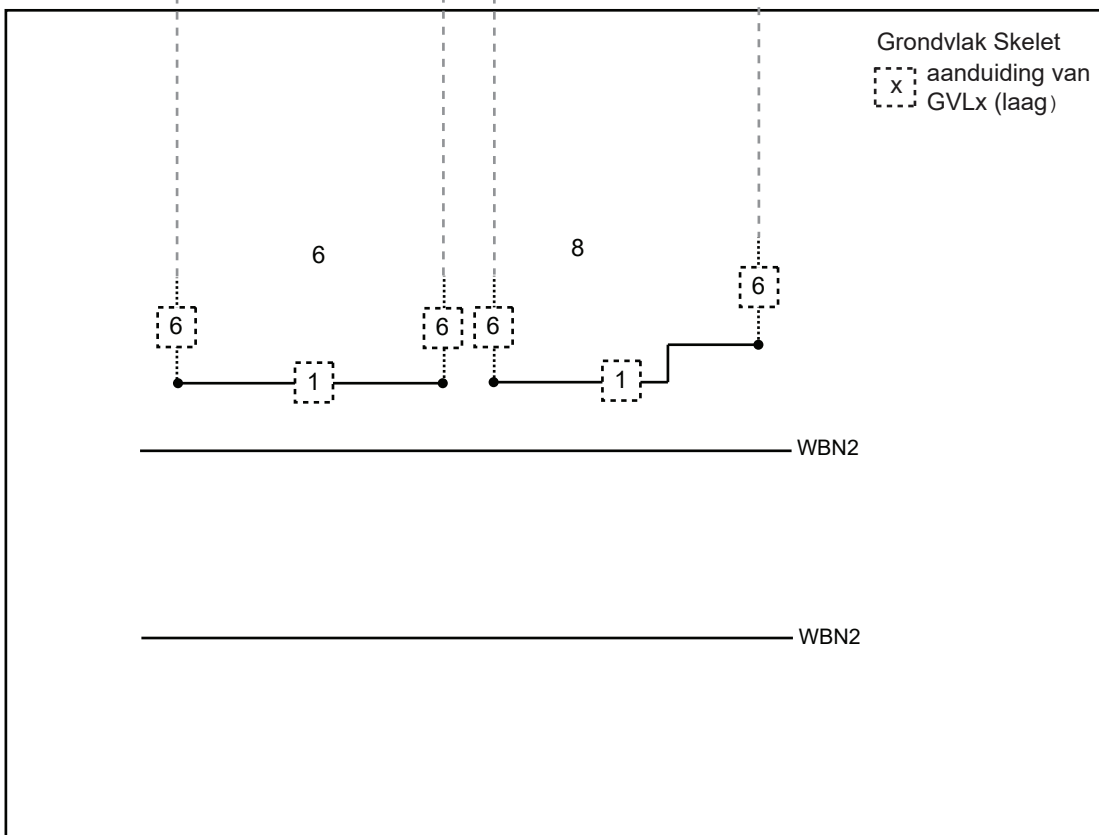 Grondvlak Skelet
x aanduiding van
GVLx (laag)
6 8
6 6 6 6
1 1
WBN2
WBN2